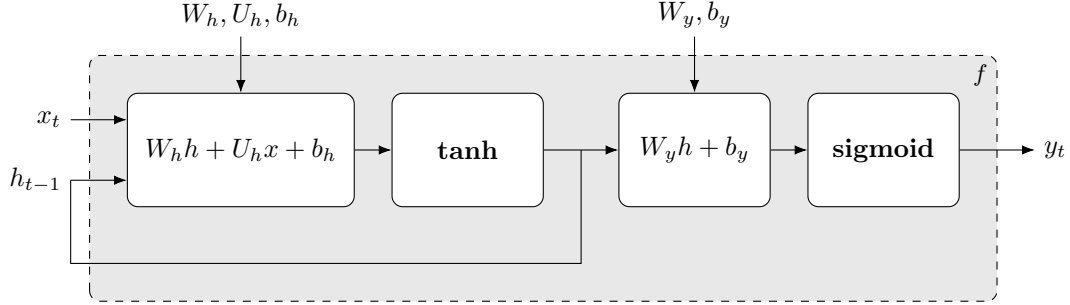 W_h, U_h, b_h
W_y, b_y
f
x_t
h_{t-1}
W_h h + U_h x + b_h
tanh
W_y h + b_y
sigmoid
y_t